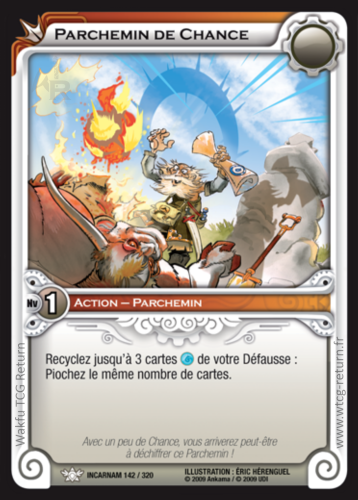 Parchemin de Chance
Nv 1 Action – Parchemin
Recyclez jusqu'à 3 cartes de votre Défausse :
Piochez le même nombre de cartes.
Avec un peu de Chance, vous arriverez peut-être
à déchiffrer ce Parchemin !
INCARNAM 142 / 320
ILLUSTRATION : ÉRIC HÉRENGUEL
© 2009 Ankama / © 2009 UDI
Wakfu TCG Return
www.wtcg-return.fr